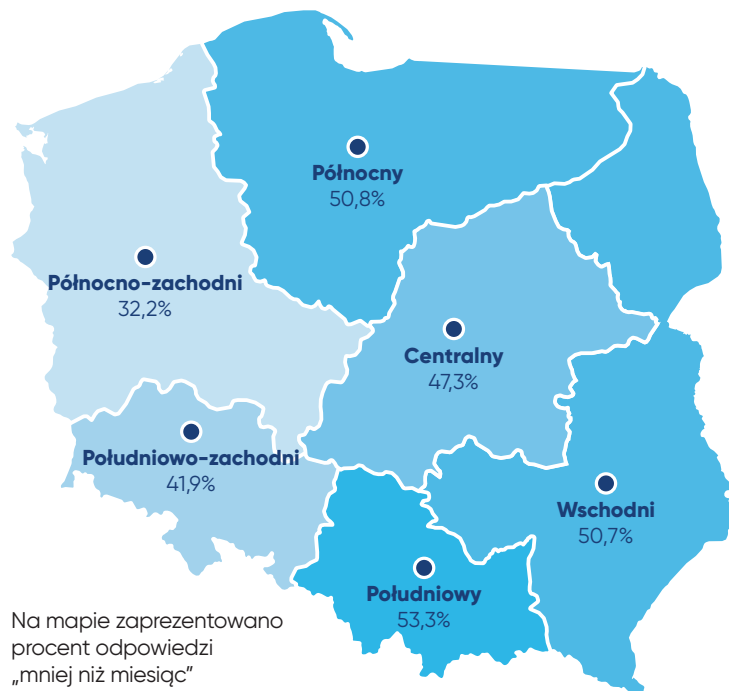 Północny
50,8%
Północno-zachodni
32,2%
Centralny
47,3%
Południowo-zachodni
41,9%
Wschodni
50,7%
Południowy
53,3%
Na mapie zaprezentowano
procent odpowiedzi
„mniej niż miesiąc”